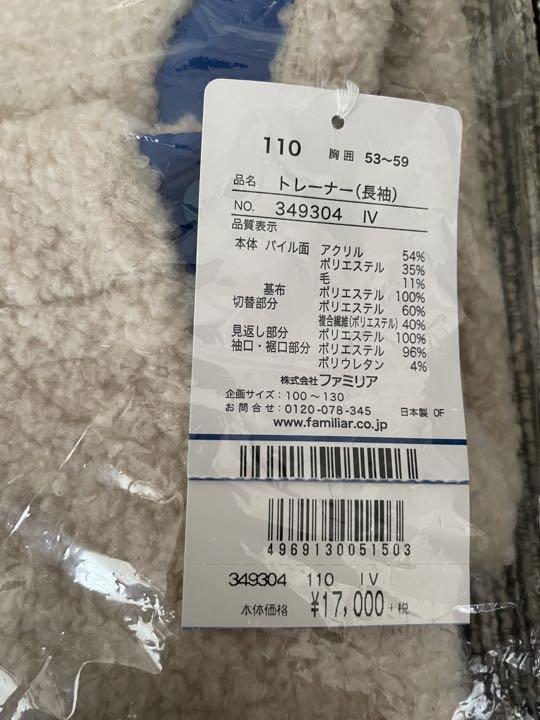 110 胸囲 53〜59
品名 トレーナー(長袖)
NO. 349304 IV
品質表示
本体 パイル面 アクリル 54%
ポリエステル 35%
毛 11%
基布 ポリエステル 100%
切替部分 ポリエステル 60%
複合繊維(ポリエステル) 40%
見返し部分 ポリエステル 100%
袖口・裾口部分 ポリエステル 96%
ポリウレタン 4%
株式会社 ファミリア
企画サイズ:100〜130
お問合せ:0120-078-345 日本製 0F
www.familiar.co.jp
4969130051503
349304 110 IV
本体価格 ¥17,000+税